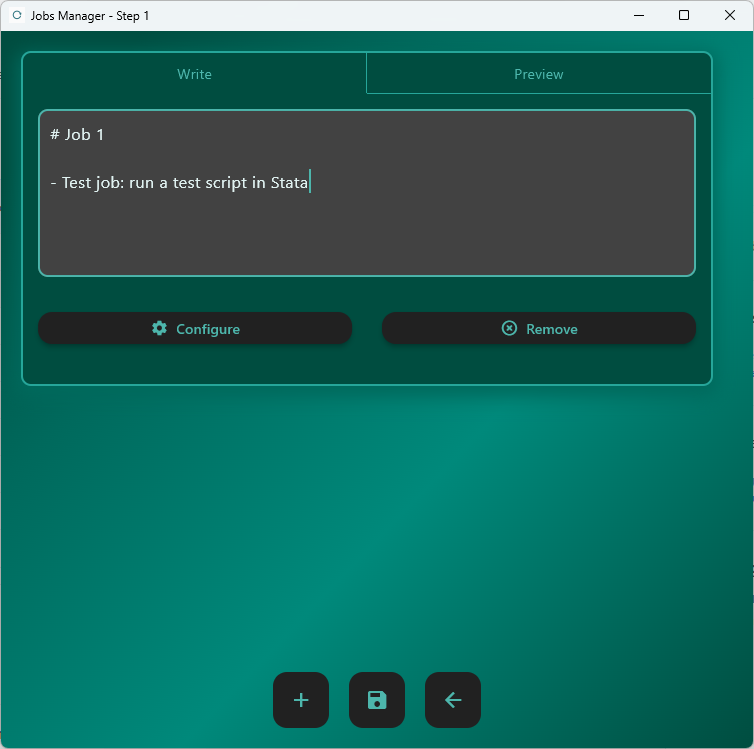 Jobs Manager - Step 1
Write
Preview
# Job 1
- Test job: run a test script in Stata
Configure
Remove